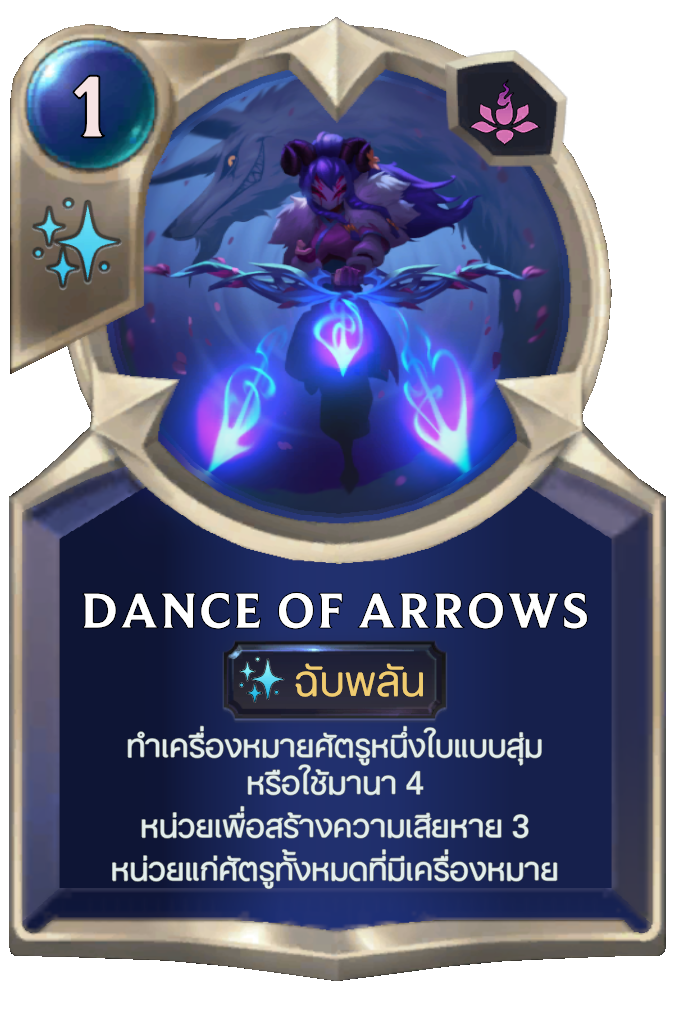 1
DANCE OF ARROWS
ฉับพลัน
ทำเครื่องหมายศัตรูหนึ่งใบแบบสุ่ม
หรือใช้มานา 4
หน่วยเพื่อสร้างความเสียหาย 3
หน่วยแก่ศัตรูทั้งหมดที่มีเครื่องหมาย